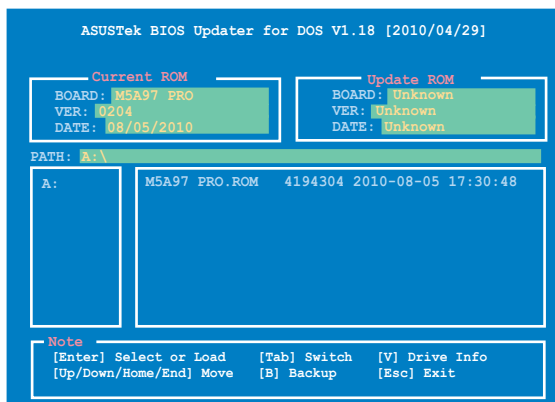 ASUSTek BIOS Updater for DOS V1.18 [2010/04/29]
Current ROM
BOARD: M5A97 PRO
VER: 0204
DATE: 08/05/2010
Update ROM
BOARD: Unknown
VER: Unknown
DATE: Unknown
PATH: A:\
A:
M5A97 PRO.ROM 4194304 2010-08-05 17:30:48
Note
[Enter] Select or Load [Tab] Switch [V] Drive Info
[Up/Down/Home/End] Move [B] Backup [Esc] Exit